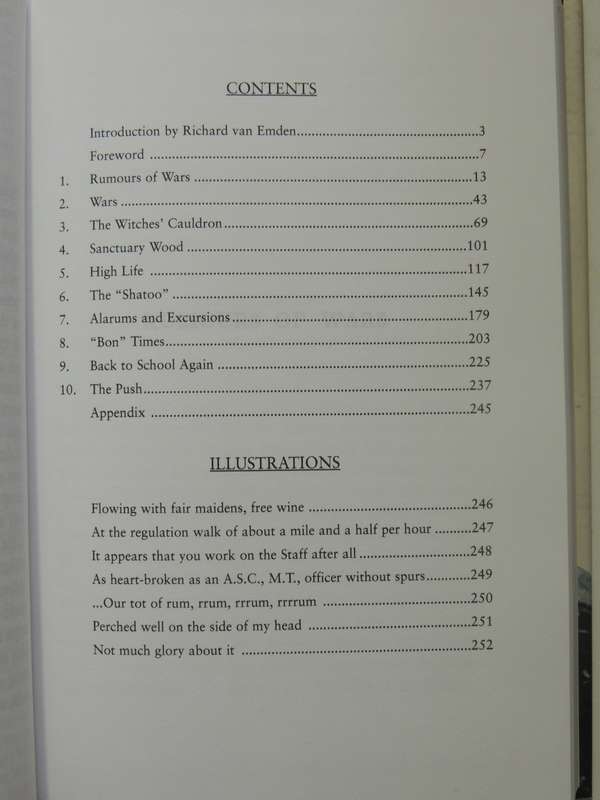 CONTENTS
Introduction by Richard van Emden................................................3
Foreword ........................................................................................7
1. Rumours of Wars ..........................................................................13
2. Wars ..............................................................................................43
3. The Witches' Cauldron..................................................................69
4. Sanctuary Wood ..........................................................................101
5. High Life ....................................................................................117
6. The “Shatoo” ..............................................................................145
7. Alarums and Excursions..............................................................179
8. “Bon” Times................................................................................203
9. Back to School Again ..................................................................225
10. The Push......................................................................................237
Appendix ....................................................................................245
ILLUSTRATIONS
Flowing with fair maidens, free wine ..........................................246
At the regulation walk of about a mile and a half per hour ..........247
It appears that you work on the Staff after all ..............................248
As heart-broken as an A.S.C., M.T., officer without spurs............249
...Our tot of rum, rrum, rrrum, rrrrum ......................................250
Perched well on the side of my head ..........................................251
Not much glory about it ............................................................252